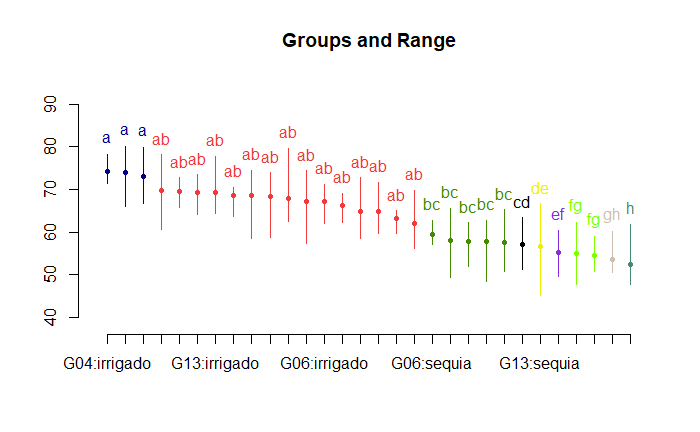 Groups and Range
90
80
70
60
50
40
a a a ab ab ab ab ab ab ab ab ab ab ab ab ab ab ab bc bc bc bc bc cd de ef fg fg gh h
G04:irrigado G13:irrigado G06:irrigado G06:sequia G13:sequia